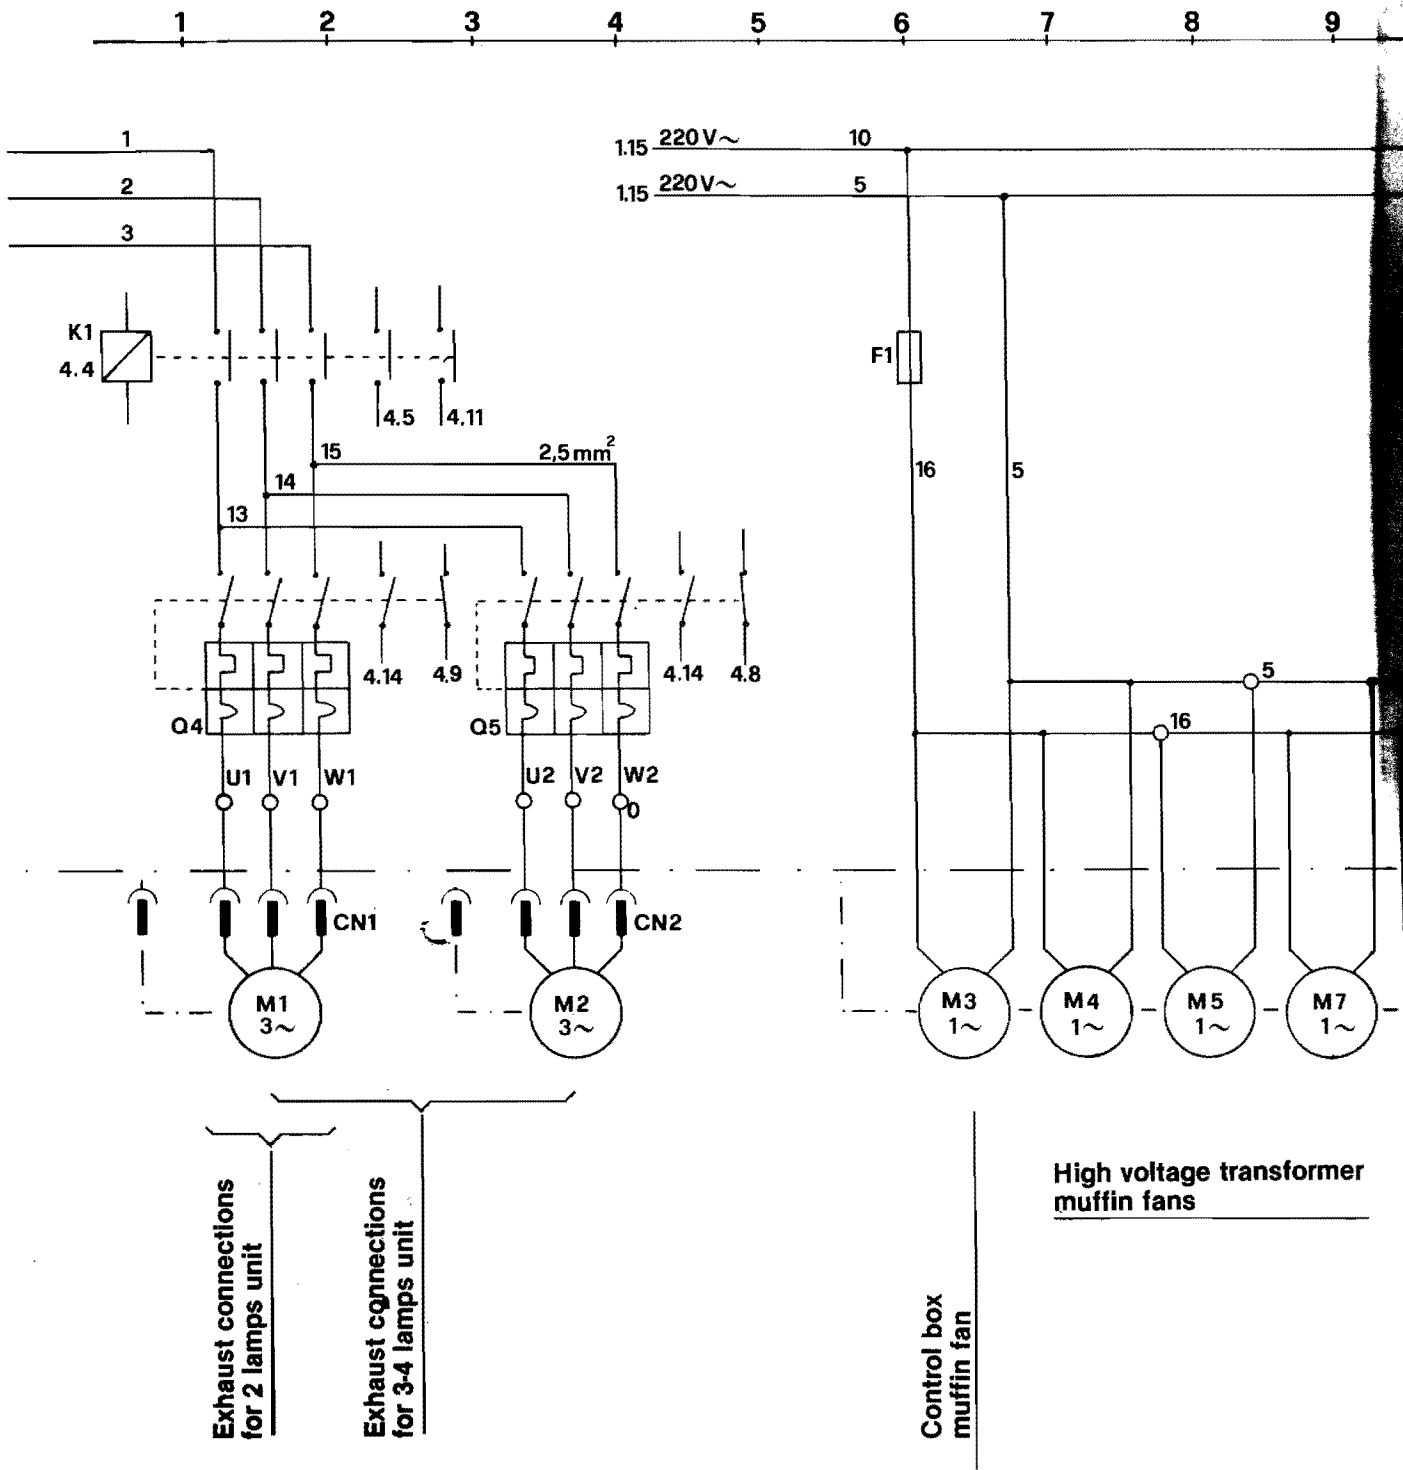 1 2 3 4 5 6 7 8 9
1
2
3
1.15 220V~ 10
1.15 220V~ 5
K1
4.4
4.5
4.11
F1
15
2,5mm²
14
13
16
5
4.14
4.9
4.14
4.8
Q4
Q5
5
16
U1 V1 W1
U2 V2 W2
0
CN1
CN2
M1
3~
M2
3~
M3
1~
M4
1~
M5
1~
M7
1~
Exhaust connections
for 2 lamps unit
Exhaust connections
for 3-4 lamps unit
Control box
muffin fan
High voltage transformer
muffin fans